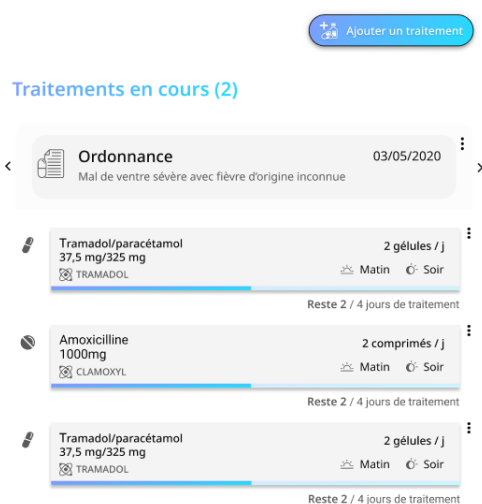 Ajouter un traitement
Traitements en cours (2)
Ordonnance
03/05/2020
Mal de ventre sévère avec fièvre d'origine inconnue
Tramadol/paracétamol
37,5 mg/325 mg
TRAMADOL
2 gélules / j
Matin Soir
Reste 2 / 4 jours de traitement
Amoxicilline
1000mg
CLAMOXYL
2 comprimés / j
Matin Soir
Reste 2 / 4 jours de traitement
Tramadol/paracétamol
37,5 mg/325 mg
TRAMADOL
2 gélules / j
Matin Soir
Reste 2 / 4 jours de traitement